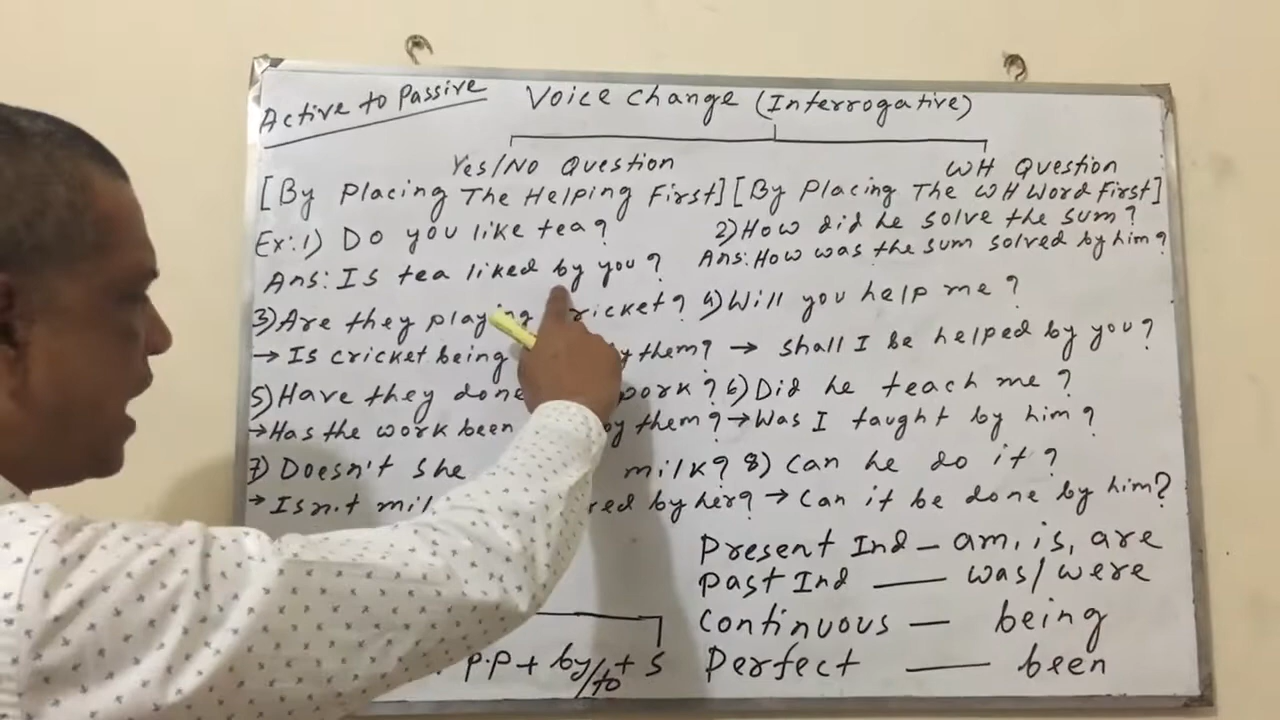 Active to Passive
Voice Change (Interrogative)
Yes/No Question
WH Question
[By Placing The Helping First] [By Placing The WH Word First]
Ex: 1) Do you like tea?
2) How did he solve the sum?
Ans: Is tea liked by you?
Ans: How was the sum solved by him?
3) Are they playing cricket?
4) Will you help me?
→ Is cricket being by them?
→ Shall I be helped by you?
5) Have they done work?
6) Did he teach me?
→ Has the work been by them?
→ Was I taught by him?
7) Doesn't she milk?
8) Can he do it?
→ Isn't by her?
→ Can it be done by him?
Present Ind — am, is, are
Past Ind — was/were
Continuous — being
Perfect — been
P.P + by/to + S